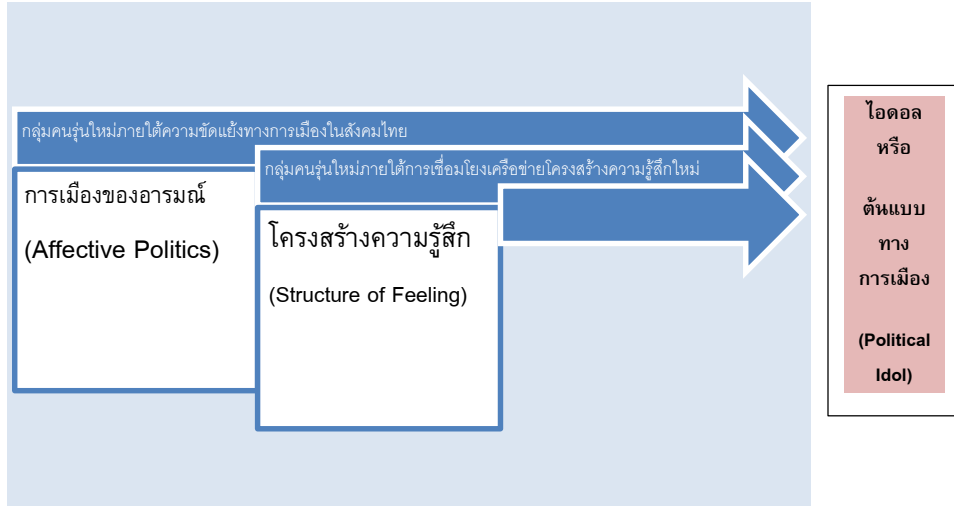 กลุ่มคนรุ่นใหม่ภายใต้ความขัดแย้งทางการเมืองในสังคมไทย
การเมืองของอารมณ์
(Affective Politics)
กลุ่มคนรุ่นใหม่ภายใต้การเชื่อมโยงเครือข่ายโครงสร้างความรู้สึกใหม่
โครงสร้างความรู้สึก
(Structure of Feeling)
ไอดอล
หรือ
ต้นแบบ
ทาง
การเมือง
(Political
Idol)